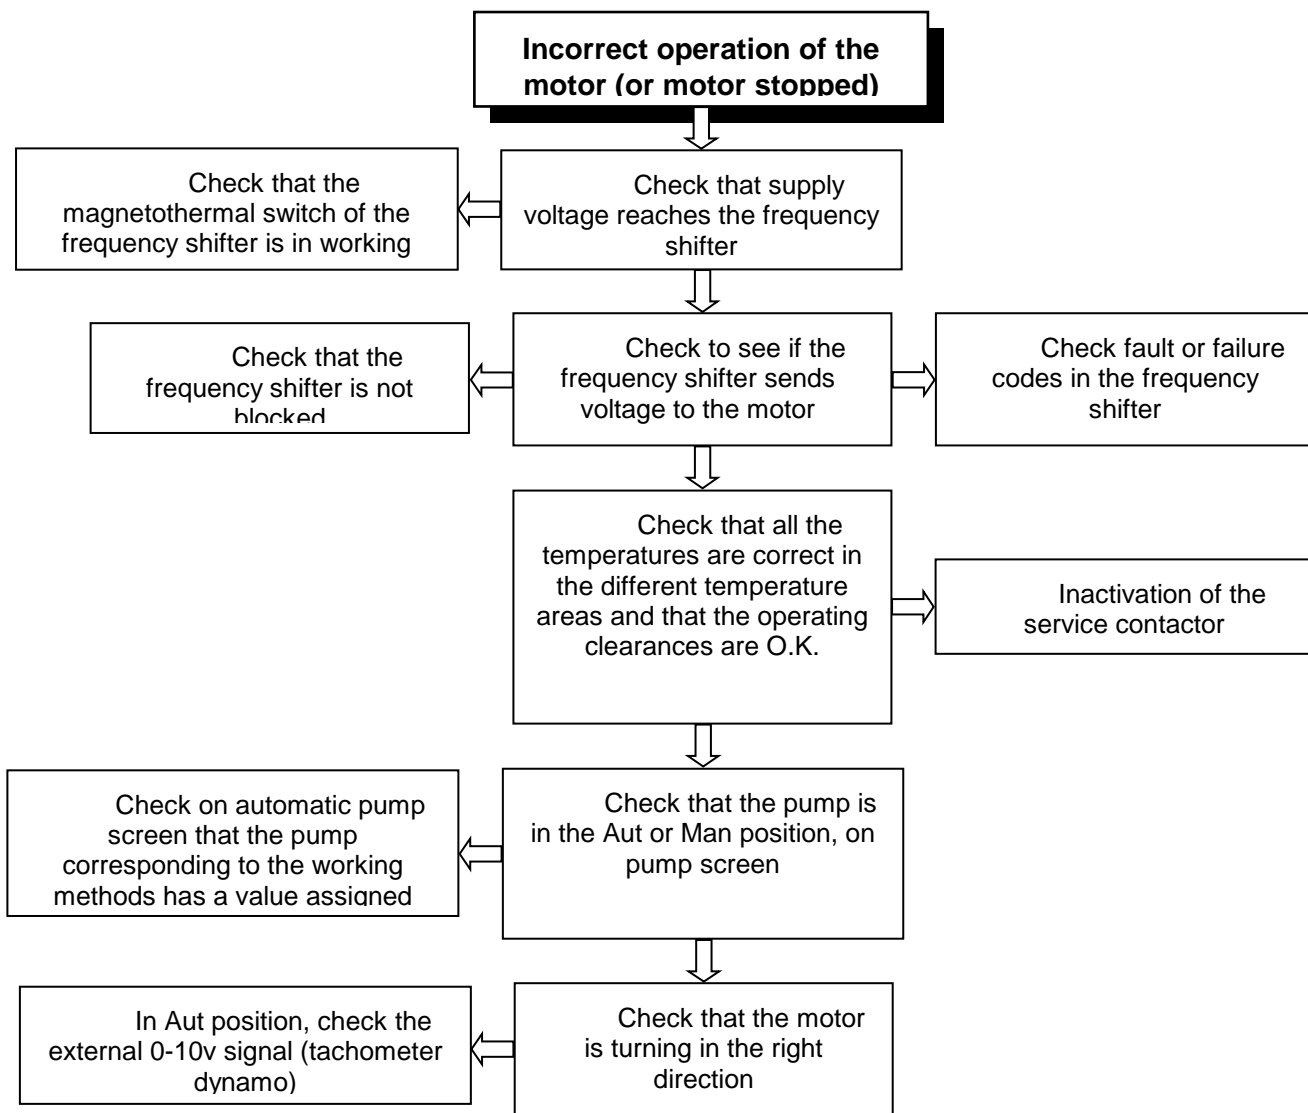 Incorrect operation of the
motor (or motor stopped)
Check that the
magnetothermal switch of the
frequency shifter is in working
Check that supply
voltage reaches the frequency
shifter
Check that the
frequency shifter is not
blocked
Check to see if the
frequency shifter sends
voltage to the motor
Check fault or failure
codes in the frequency
shifter
Check that all the
temperatures are correct in
the different temperature
areas and that the operating
clearances are O.K.
Inactivation of the
service contactor
Check on automatic pump
screen that the pump
corresponding to the working
methods has a value assigned
Check that the pump is
in the Aut or Man position, on
pump screen
In Aut position, check the
external 0-10v signal (tachometer
dynamo)
Check that the motor
is turning in the right
direction